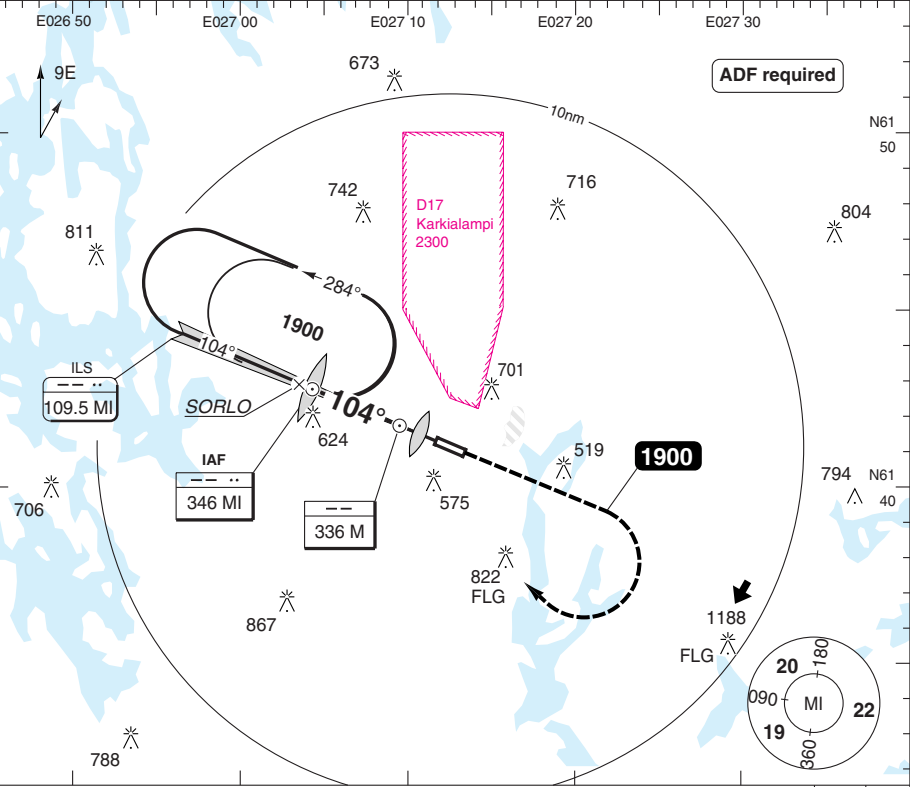 E026 50
E027 00
E027 10
E027 20
E027 30
9E
673
ADF required
10nm
N61
50
742
716
D17
Karkialampi
2300
804
811
284°
1900
104°
ILS
–– –– ··
109.5 MI
SORLO
104°
701
624
IAF
–– –– ··
346 MI
519
1900
794
N61
40
706
575
–– ––
336 M
822
FLG
867
1188
FLG
180
20
090
MI
22
19
360
788